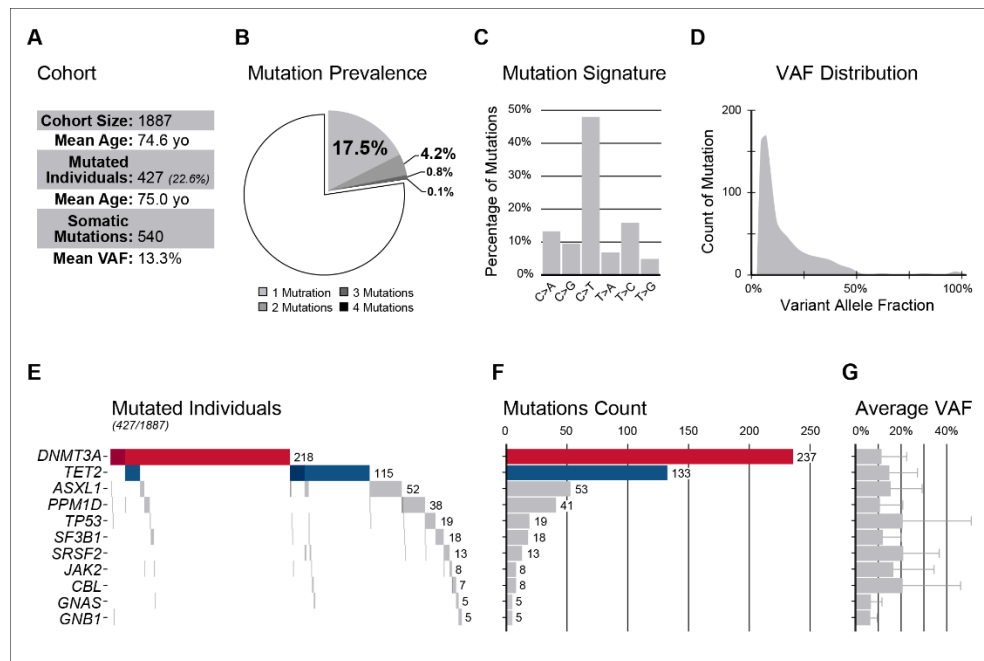 A
Cohort
Cohort Size: 1887
Mean Age: 74.6 yo
Mutated
Individuals: 427 (22.6%)
Mean Age: 75.0 yo
Somatic
Mutations: 540
Mean VAF: 13.3%
B
Mutation Prevalence
17.5%
4.2%
0.8%
0.1%
1 Mutration
3 Mutations
2 Mutations
4 Mutations
C
Mutation Signature
Percentage of Mutations
50%
40%
30%
20%
10%
0%
C>A
C>G
C>T
T>A
T>C
T>G
D
VAF Distribution
Count of Mutation
200
100
0
0%
50%
100%
Variant Allele Fraction
E
Mutated Individuals
(427/1887)
DNMT3A
218
TET2
115
ASXL1
52
PPM1D
38
TP53
19
SF3B1
18
SRSF2
13
JAK2
8
CBL
7
GNAS
5
GNB1
5
F
Mutations Count
0
50
100
150
200
250
237
133
53
41
19
18
13
8
8
5
5
G
Average VAF
0%
20%
40%